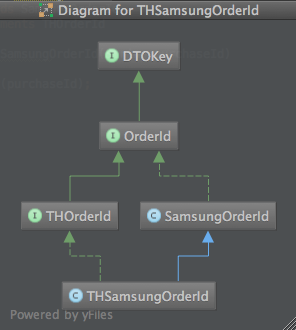 Diagram for THSamsungOrderId
I DTOKey
I OrderId
I THOrderId
C SamsungOrderId
C THSamsungOrderId
Powered by yFiles